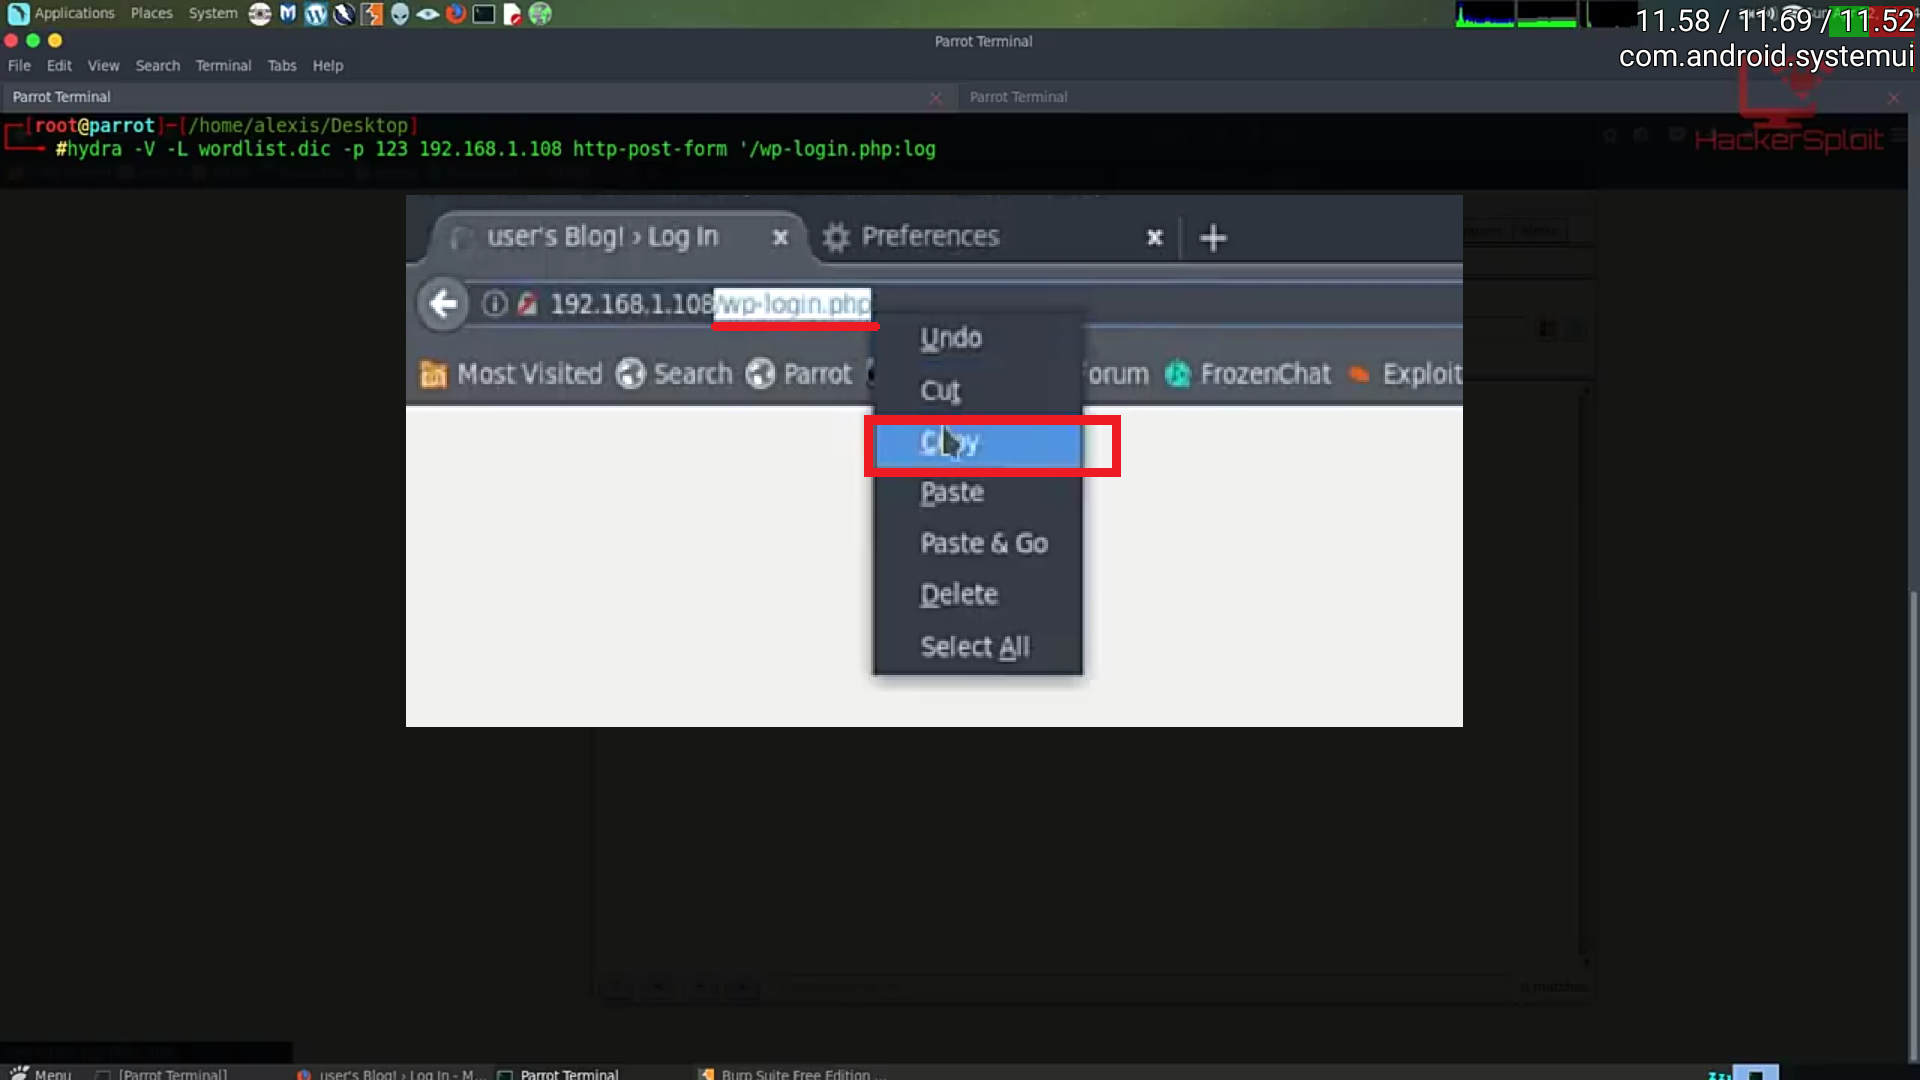 Applications Places System
11.58 / 11.69 / 11.52
com.android.systemui
Parrot Terminal
File Edit View Search Terminal Tabs Help
Parrot Terminal
Parrot Terminal
[root@parrot]-[/home/alexis/Desktop]
#hydra -V -L wordlist.dic -p 123 192.168.1.108 http-post-form '/wp-login.php:log
HackerSploit
user's Blog! › Log In
Preferences
192.168.1.108/wp-login.php
Most Visited Search Parrot orum FrozenChat Exploit
Undo
Cut
Copy
Paste
Paste & Go
Delete
Select All
0 matches
Menu [Parrot Terminal] user's Blog! › Log In - M... Parrot Terminal Burp Suite Free Edition ...